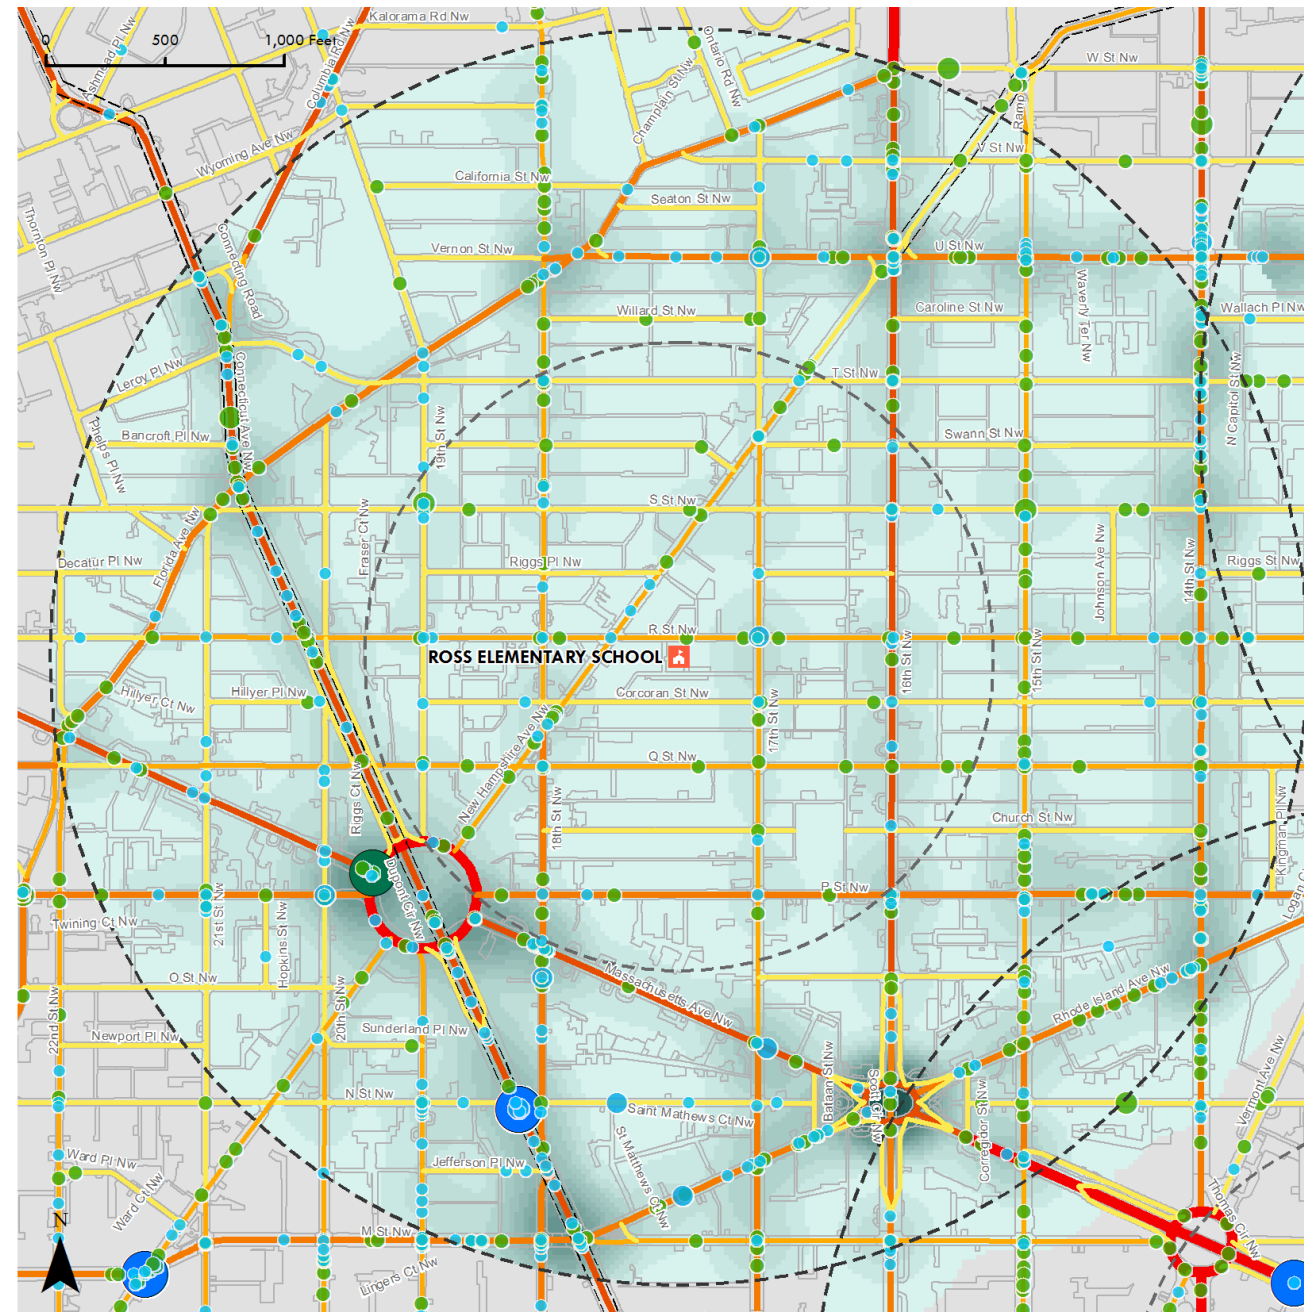 Kalorama Rd Nw
0 500 1,000 Feet
Ashmead Pl Nw
Columbia Rd Nw
Ontario Rd Nw
W St Nw
Champlain St Nw
Ramp
Wyoming Ave Nw
V St Nw
California St Nw
Seaton St Nw
Thornton Pl Nw
Connecting Road
Vernon St Nw
U St Nw
Waverly Ter Nw
Willard St Nw
Caroline St Nw
Wallach Pl Nw
Leroy Pl Nw
Connecticut Ave Nw
T St Nw
N Capitol St Nw
Phelps Pl Nw
Bancroft Pl Nw
19th St Nw
Swann St Nw
S St Nw
Fraser Ct Nw
Florida Ave Nw
Decatur Pl Nw
Riggs Pl Nw
Johnson Ave Nw
14th St Nw
Riggs St Nw
R St Nw
ROSS ELEMENTARY SCHOOL
16th St Nw
15th St Nw
Hillyer Ct Nw
Hillyer Pl Nw
Corcoran St Nw
17th St Nw
New Hampshire Ave Nw
Q St Nw
Riggs Ct Nw
18th St Nw
Church St Nw
Kingman Pl Nw
Dupont Cir Nw
P St Nw
Logan C
Twining Ct Nw
21st St Nw
Hopkins St Nw
O St Nw
Massachusetts Ave Nw
Rhode Island Ave Nw
22nd St Nw
20th St Nw
Newport Pl Nw
Sunderland Pl Nw
Bataan St Nw
Scott Cir Nw
Corregidor St Nw
Vermont Ave Nw
N St Nw
Saint Mathews Ct Nw
St Matthews Ct Nw
Ward Pl Nw
Ward Ct Nw
Jefferson Pl Nw
Thomas Cir Nw
N
M St Nw
Lingers Ct Nw